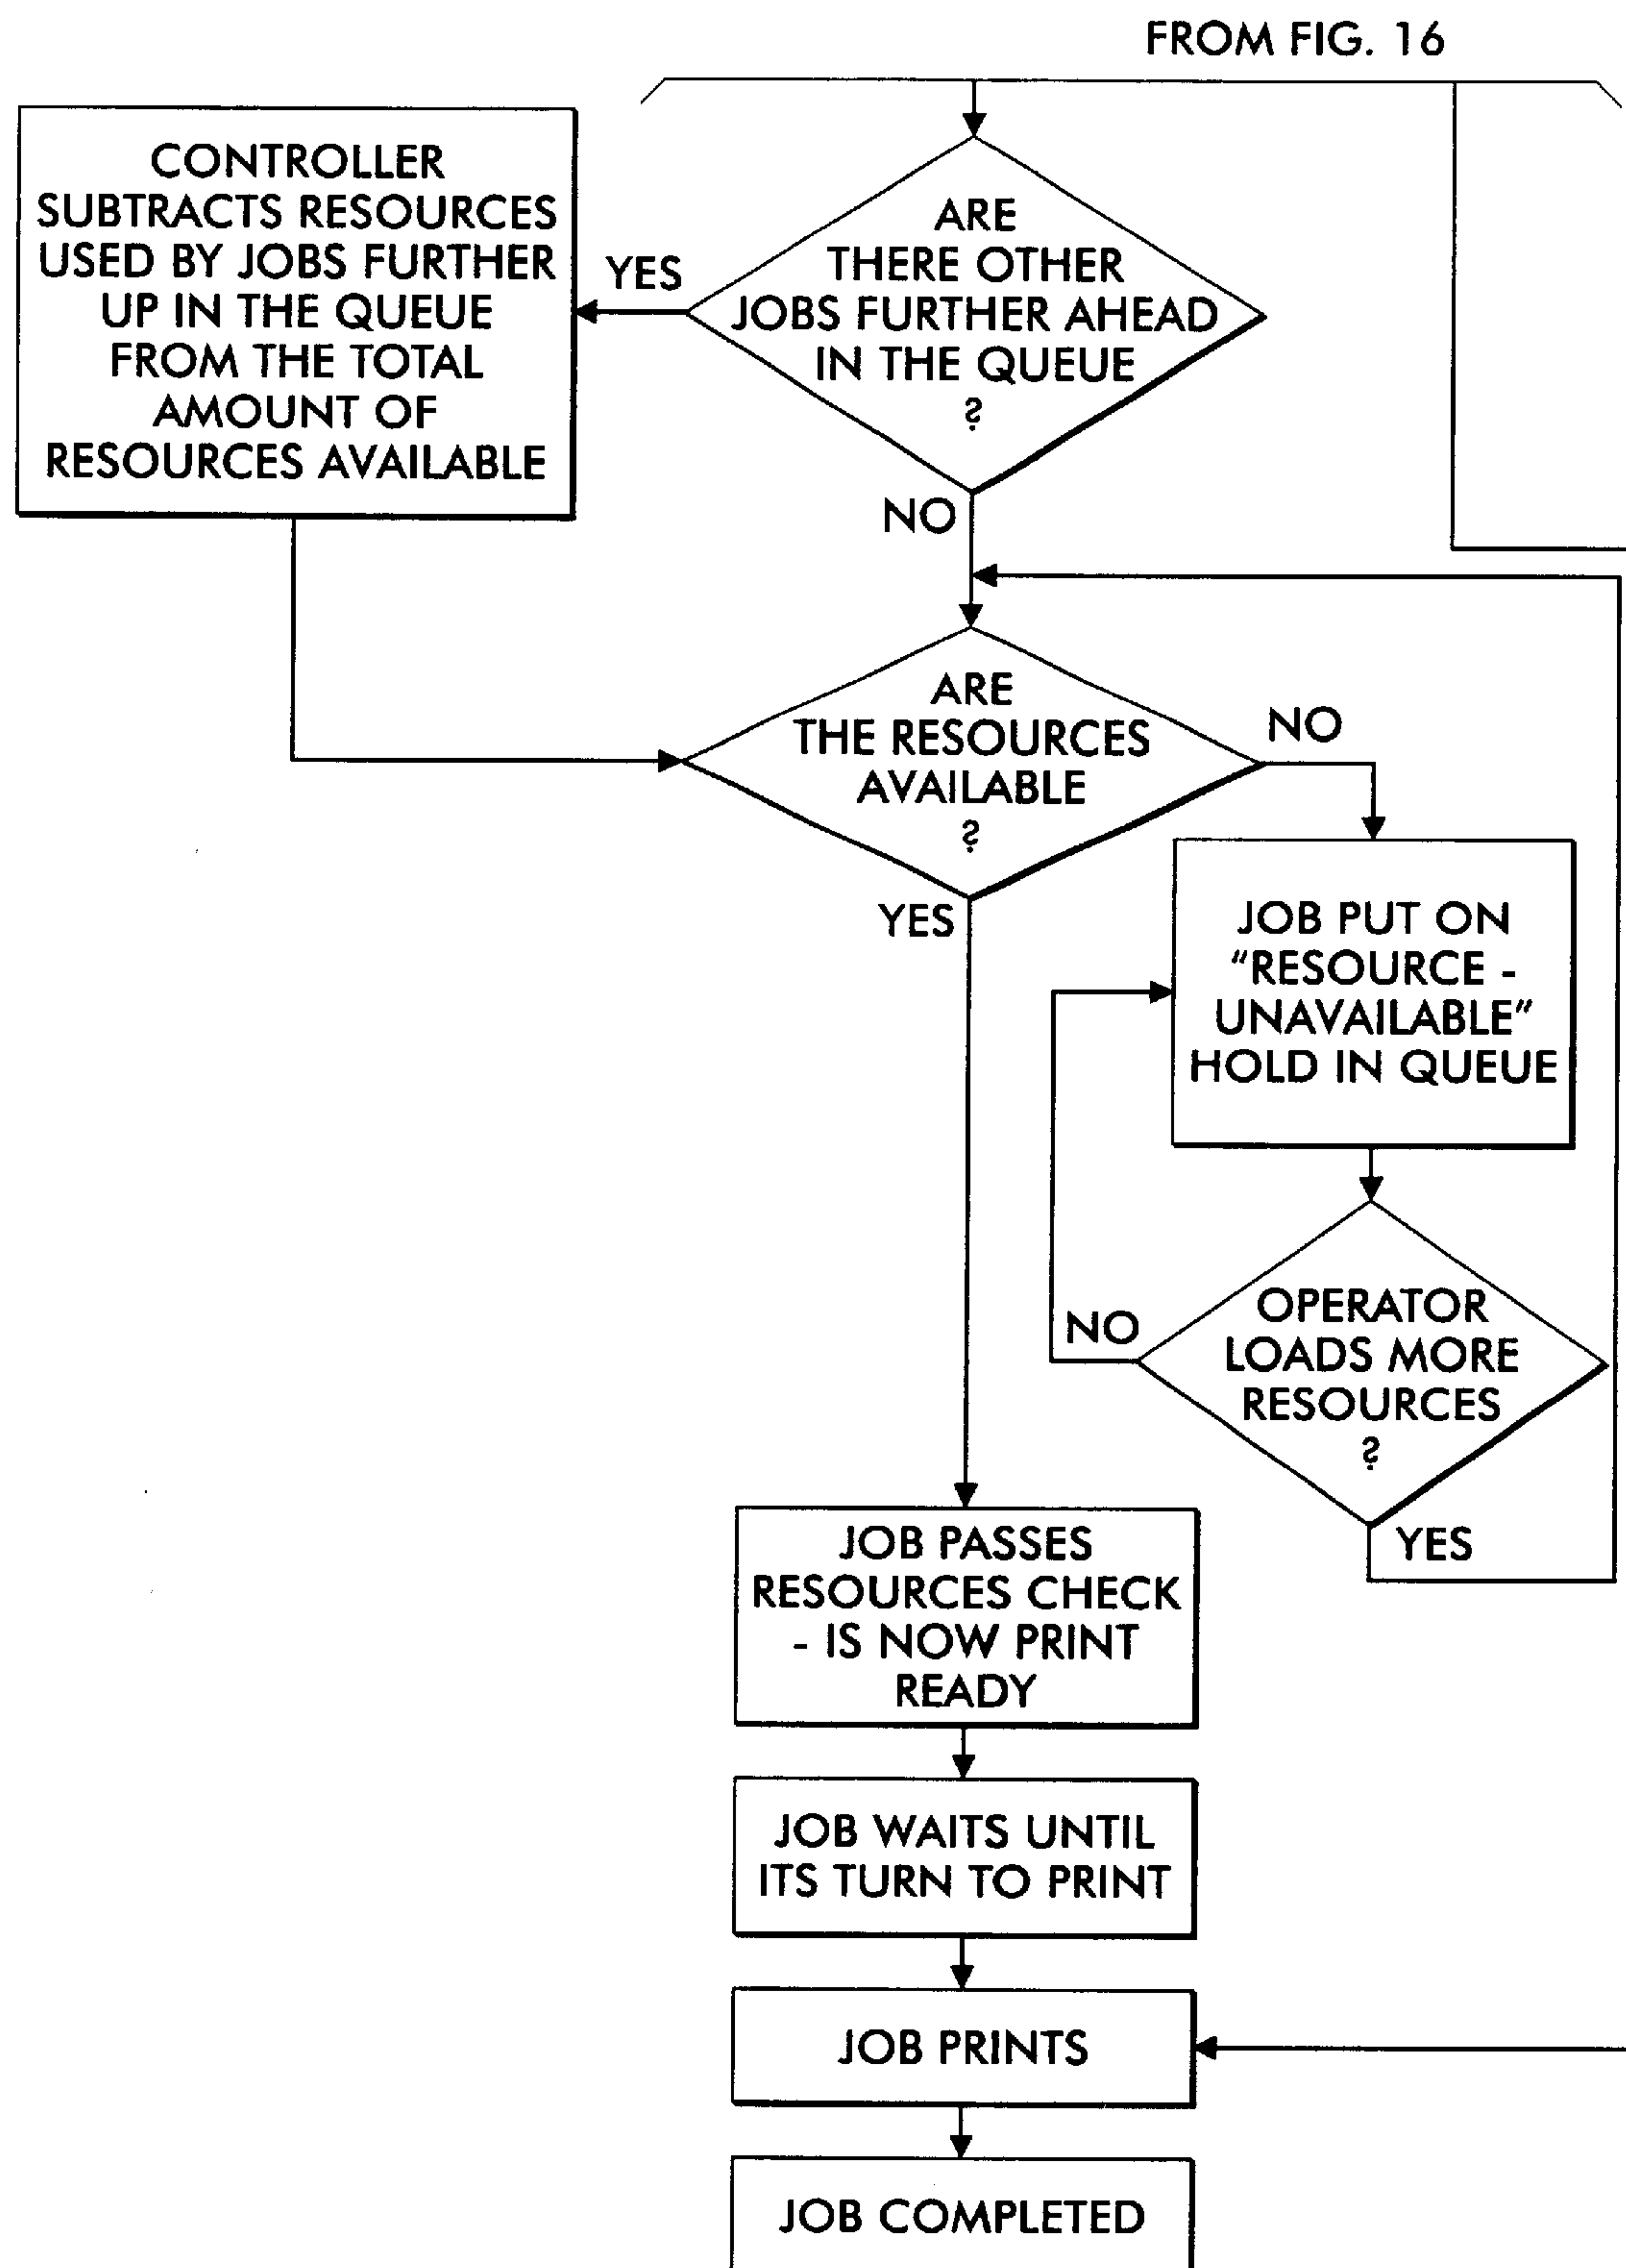 FROM FIG. 16
CONTROLLER
SUBTRACTS RESOURCES
USED BY JOBS FURTHER
UP IN THE QUEUE
FROM THE TOTAL
AMOUNT OF
RESOURCES AVAILABLE
YES
ARE
THERE OTHER
JOBS FURTHER AHEAD
IN THE QUEUE
?
NO
ARE
THE RESOURCES
AVAILABLE
?
NO
YES
JOB PUT ON
"RESOURCE -
UNAVAILABLE"
HOLD IN QUEUE
OPERATOR
LOADS MORE
RESOURCES
?
NO
YES
JOB PASSES
RESOURCES CHECK
- IS NOW PRINT
READY
JOB WAITS UNTIL
ITS TURN TO PRINT
JOB PRINTS
JOB COMPLETED